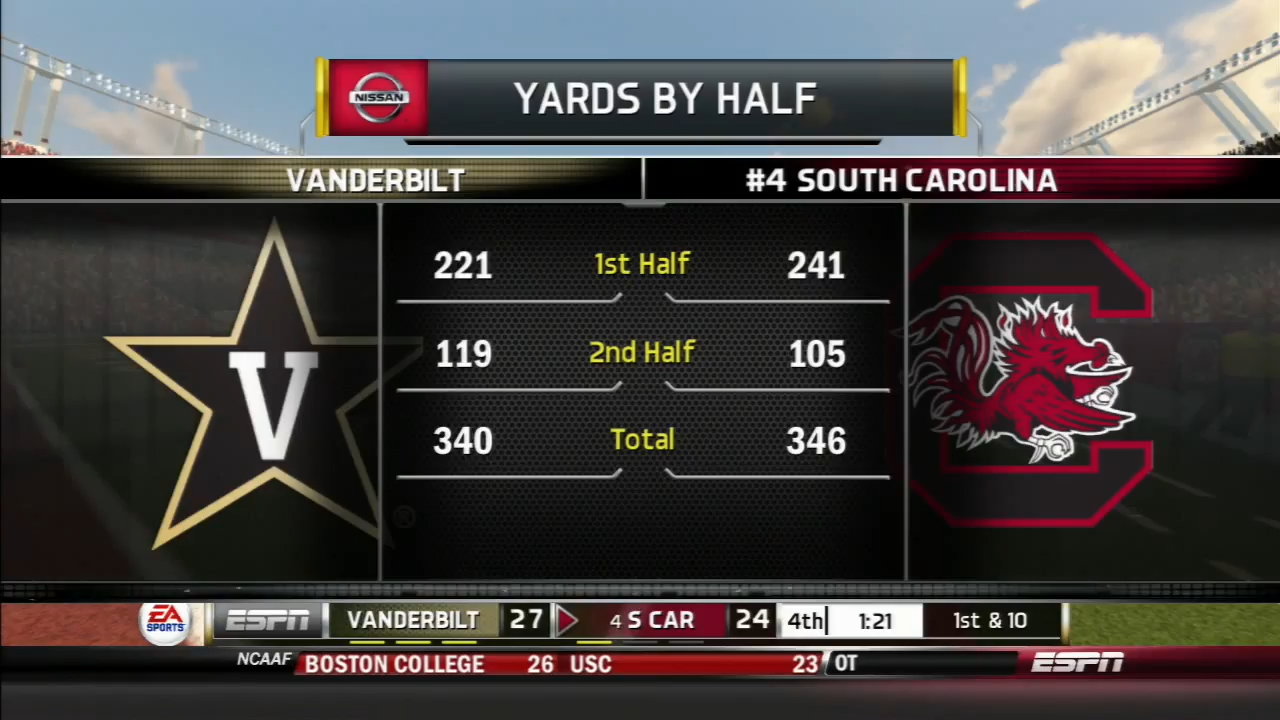 NISSAN YARDS BY HALF
VANDERBILT #4 SOUTH CAROLINA
221 1st Half 241
V
119 2nd Half 105
340 Total 346
®
EA SPORTS ESPN VANDERBILT 27 4 S CAR 24 4th 1:21 1st & 10
NCAAF BOSTON COLLEGE 26 USC 23 OT ESPN